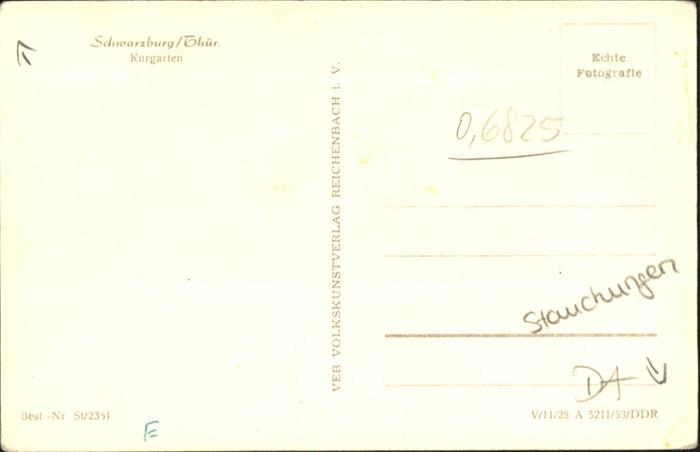 Schwarzburg/Thür.
Kurgarten
Echte
Fotografie
0,6825
VEB VOLKSKUNSTVERLAG REICHENBACH i. V.
Stauchungen
Best.-Nr. St/2351
E
V/11/28 A 5211/53/DDR